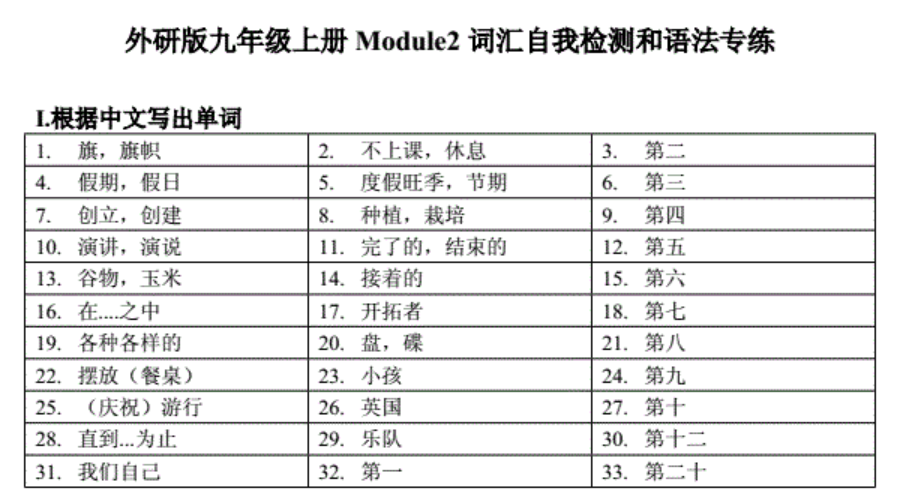 外研版九年级上册 Module2 词汇自我检测和语法专练
I.根据中文写出单词
1. 旗，旗帜 2. 不上课，休息 3. 第二
4. 假期，假日 5. 度假旺季，节期 6. 第三
7. 创立，创建 8. 种植，栽培 9. 第四
10. 演讲，演说 11. 完了的，结束的 12. 第五
13. 谷物，玉米 14. 接着的 15. 第六
16. 在....之中 17. 开拓者 18. 第七
19. 各种各样的 20. 盘，碟 21. 第八
22. 摆放（餐桌） 23. 小孩 24. 第九
25. （庆祝）游行 26. 英国 27. 第十
28. 直到...为止 29. 乐队 30. 第十二
31. 我们自己 32. 第一 33. 第二十